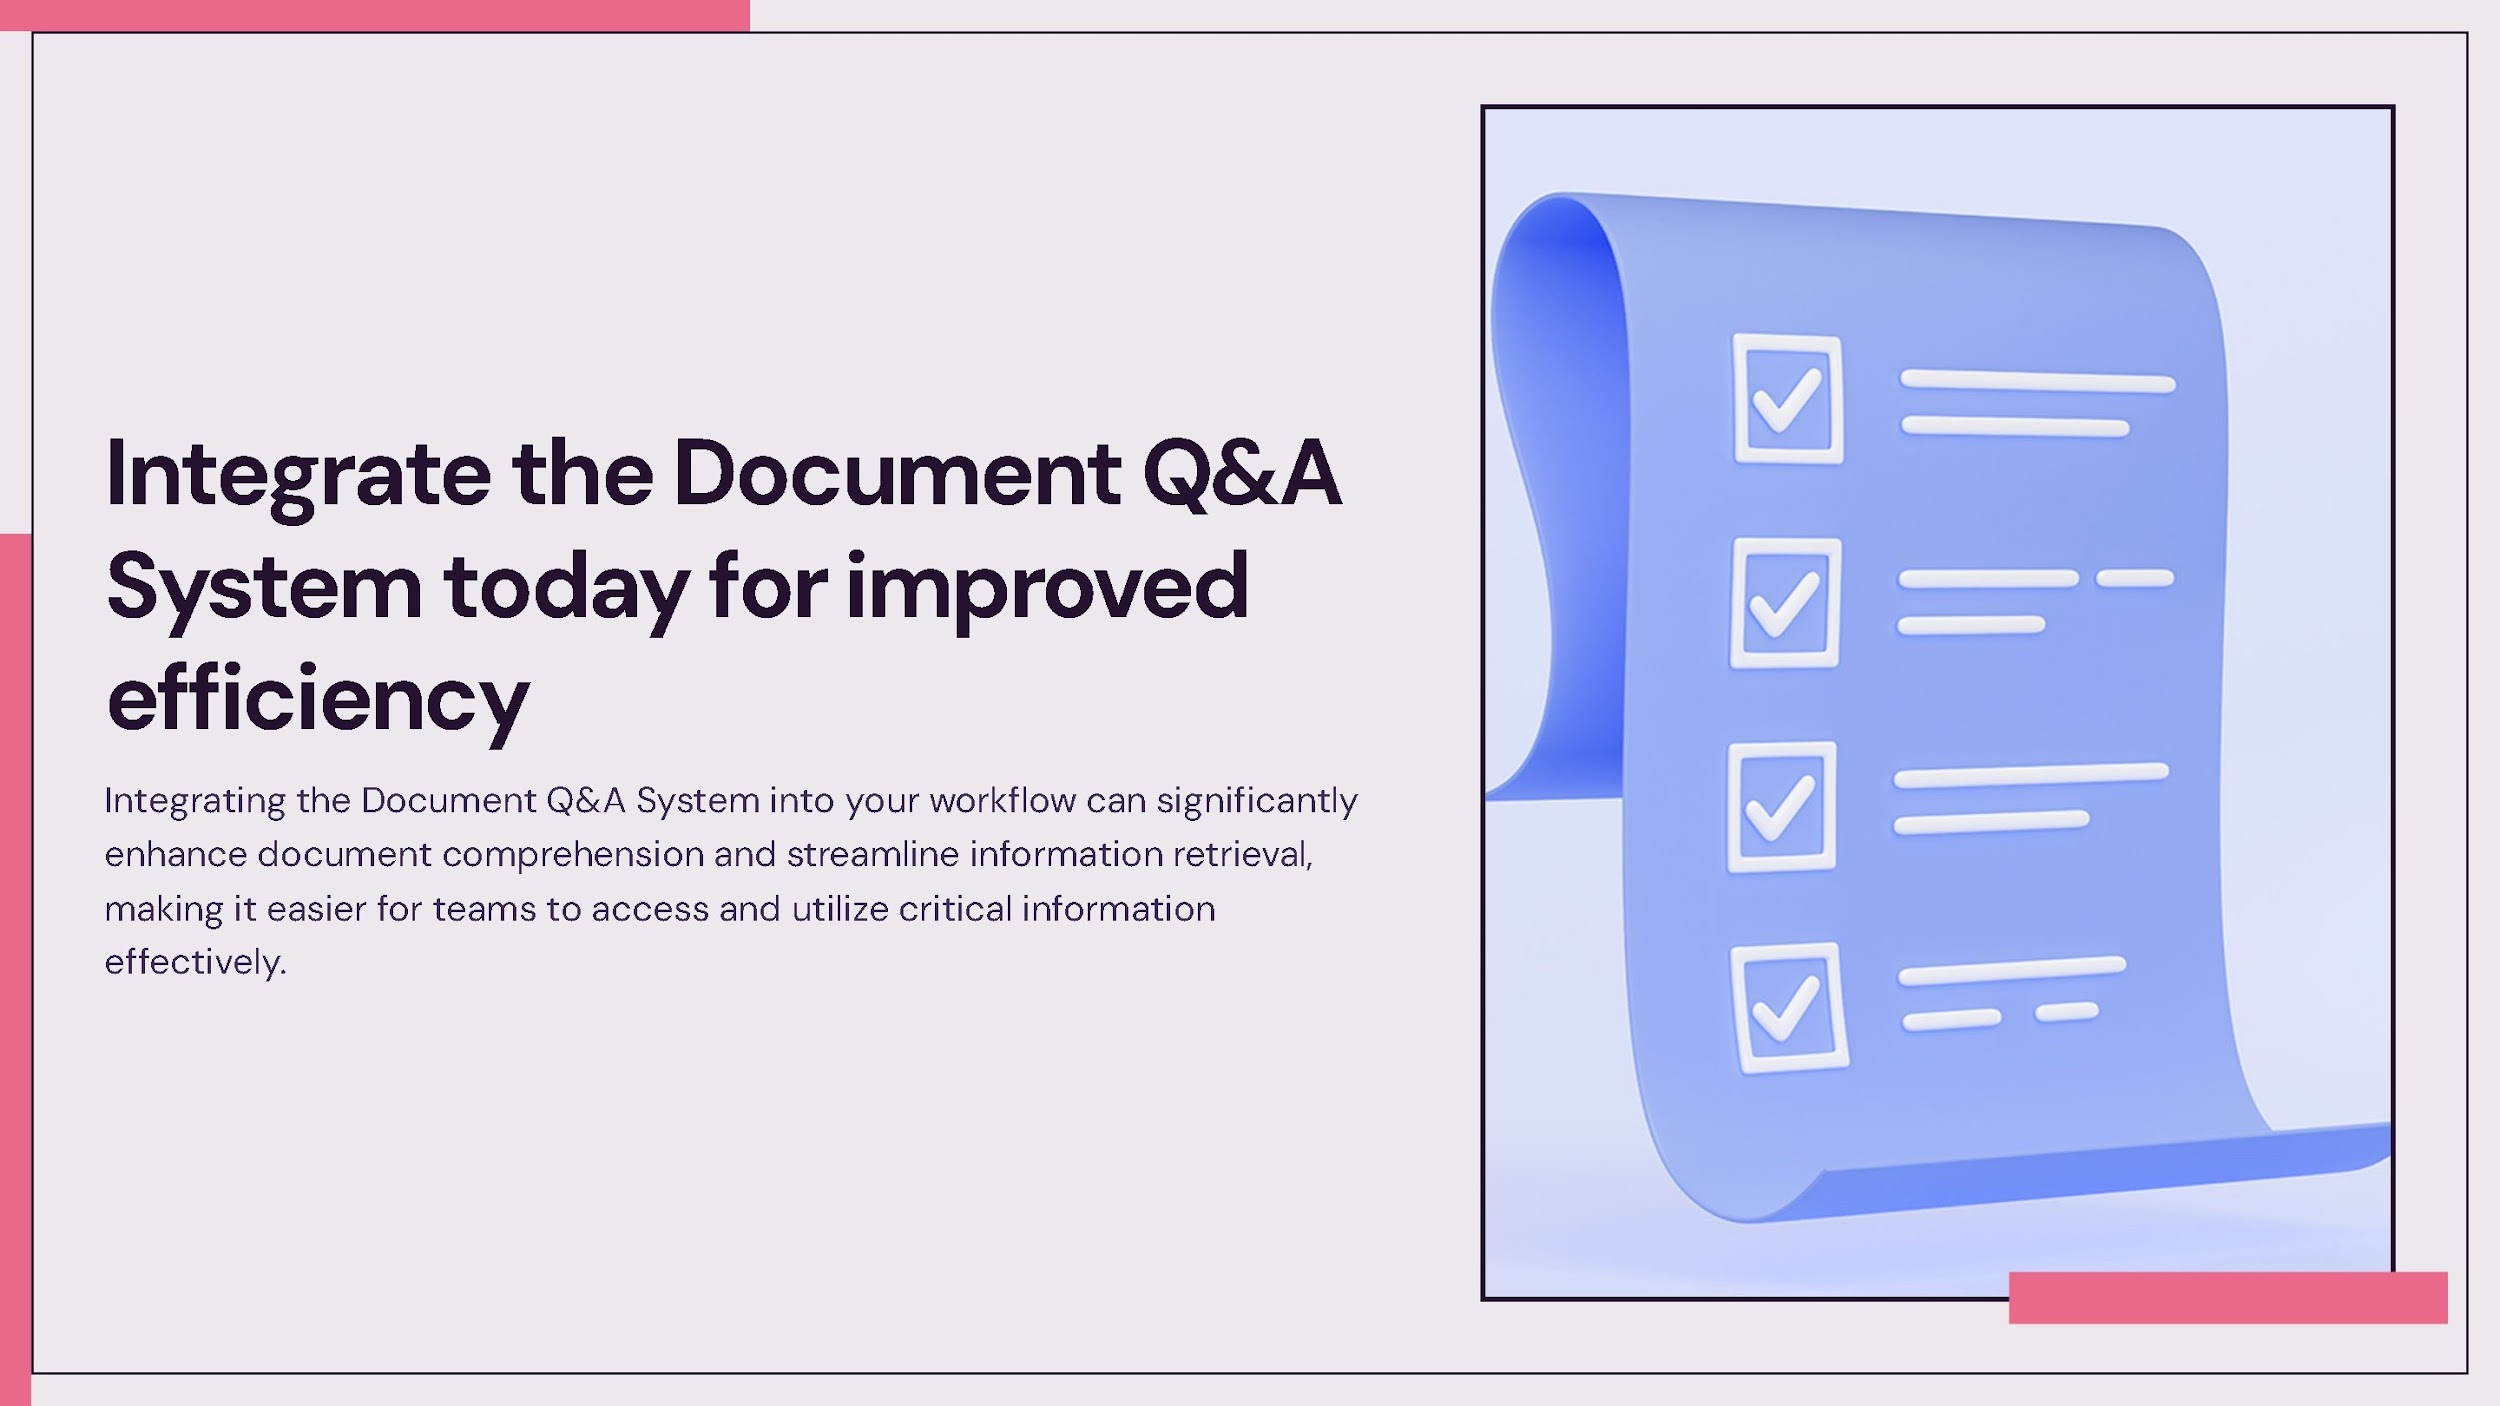 Integrate the Document Q&A
System today for improved
efficiency
Integrating the Document Q&A System into your workflow can significantly
enhance document comprehension and streamline information retrieval,
making it easier for teams to access and utilize critical information
effectively.